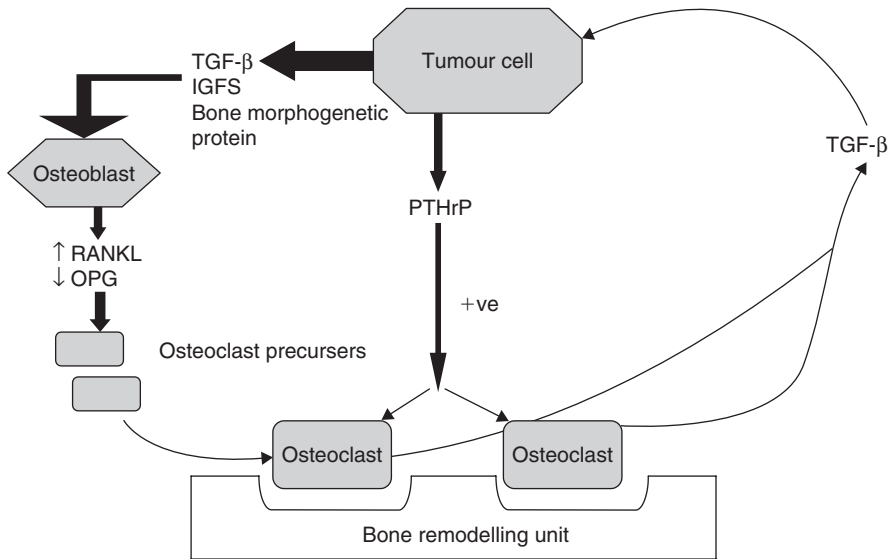 Tumour cell
TGF-β
IGFS
Bone morphogenetic
protein
Osteoblast
↑ RANKL
↓ OPG
Osteoclast precursers
PTHrP
+ve
TGF-β
Osteoclast
Osteoclast
Bone remodelling unit